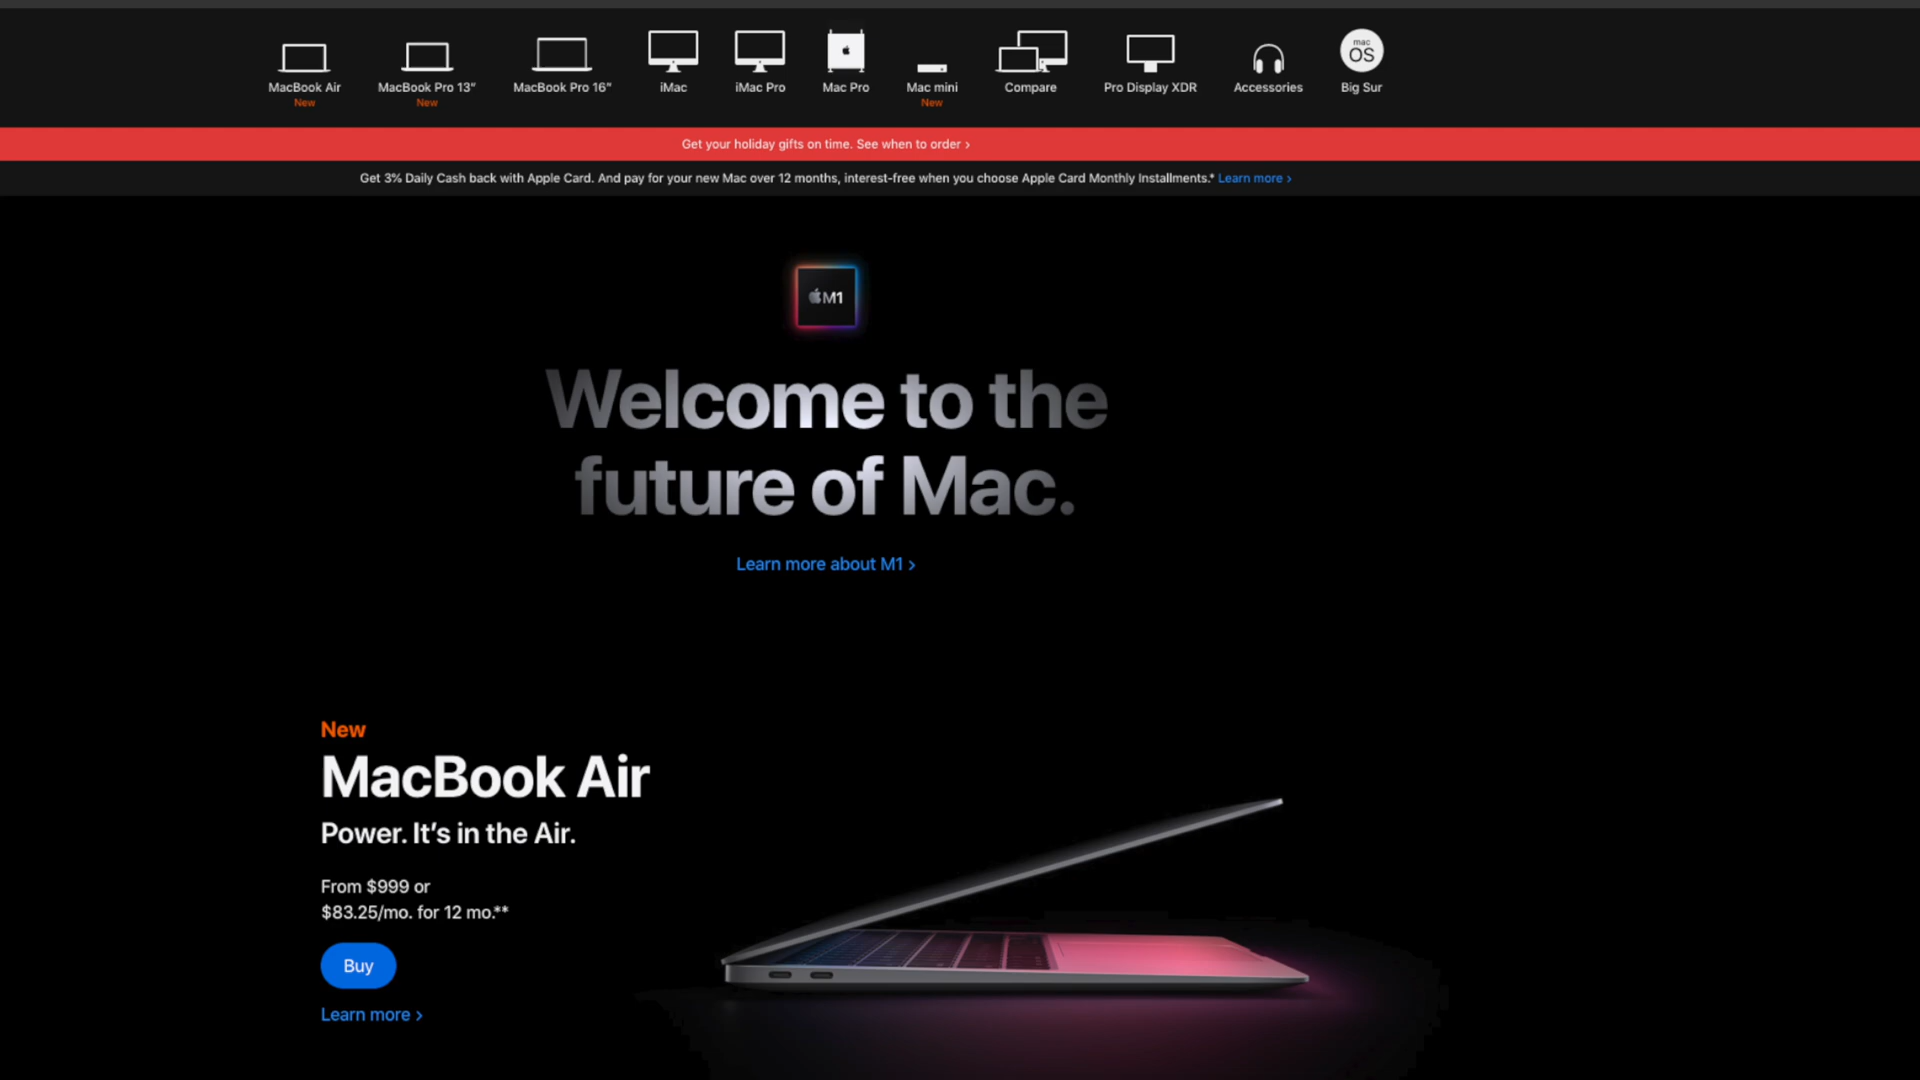 MacBook Air
New
MacBook Pro 13"
New
MacBook Pro 16"
iMac
iMac Pro
Mac Pro
Mac mini
New
Compare
Pro Display XDR
Accessories
mac
OS
Big Sur
Get your holiday gifts on time. See when to order >
Get 3% Daily Cash back with Apple Card. And pay for your new Mac over 12 months, interest-free when you choose Apple Card Monthly Installments.* Learn more >
M1
Welcome to the
future of Mac.
Learn more about M1 >
New
MacBook Air
Power. It's in the Air.
From $999 or
$83.25/mo. for 12 mo.**
Buy
Learn more >